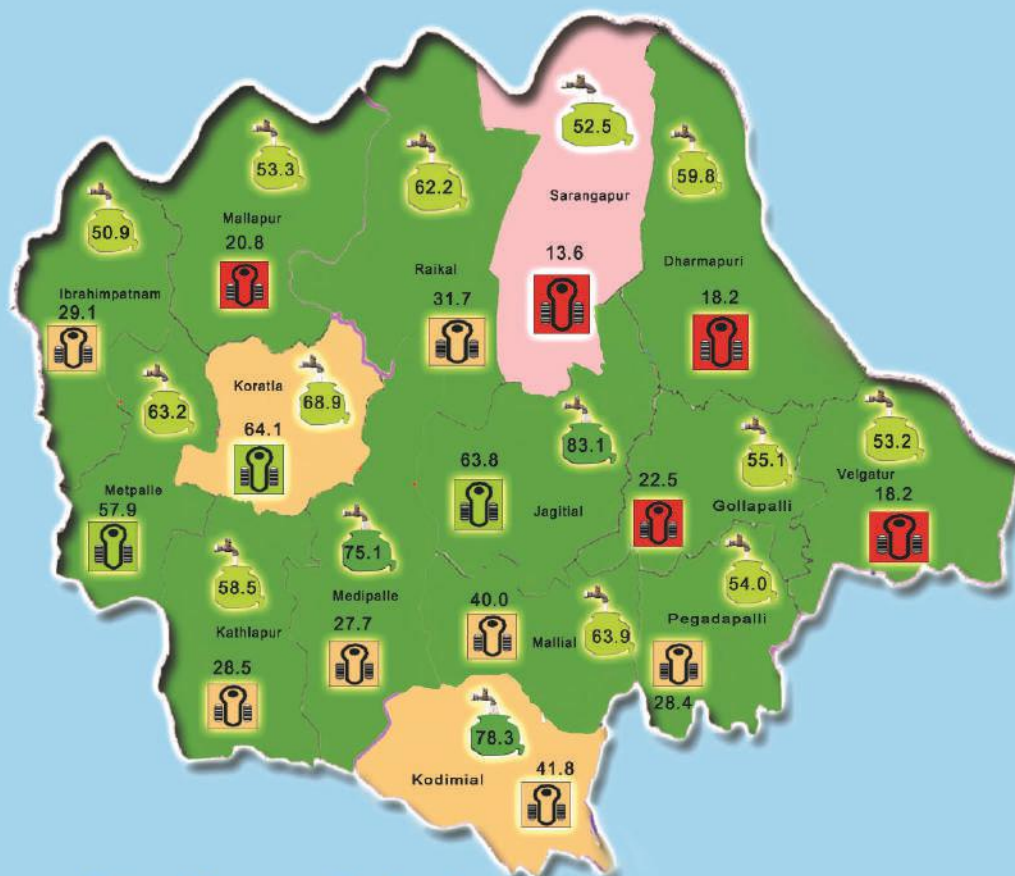 52.5
Sarangapur
13.6
53.3
Mallapur
20.8
62.2
Raikal
31.7
59.8
Dharmapuri
18.2
50.9
Ibrahimpatnam
29.1
63.2
Metpalle
57.9
Koratla
68.9
64.1
83.1
63.8
Jagitial
55.1
22.5
Gollapalli
53.2
Velgatur
18.2
58.5
Kathlapur
28.5
75.1
Medipalle
27.7
40.0
Mallial
63.9
54.0
Pegadapalli
28.4
78.3
Kodimial
41.8